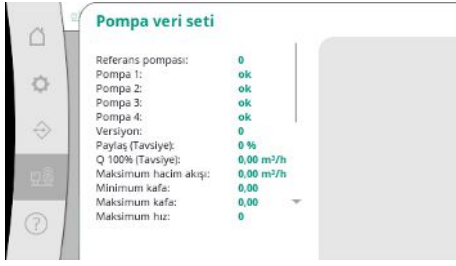 Pompa veri seti
Referans pompası: 0
Pompa 1: ok
Pompa 2: ok
Pompa 3: ok
Pompa 4: ok
Versiyon: 0
Paylaş (Tavsiye): 0 %
Q 100% (Tavsiye): 0,00 m³/h
Maksimum hacim akışı: 0,00 m³/h
Minimum kafa: 0,00
Maksimum kafa: 0,00
Maksimum hız: 0